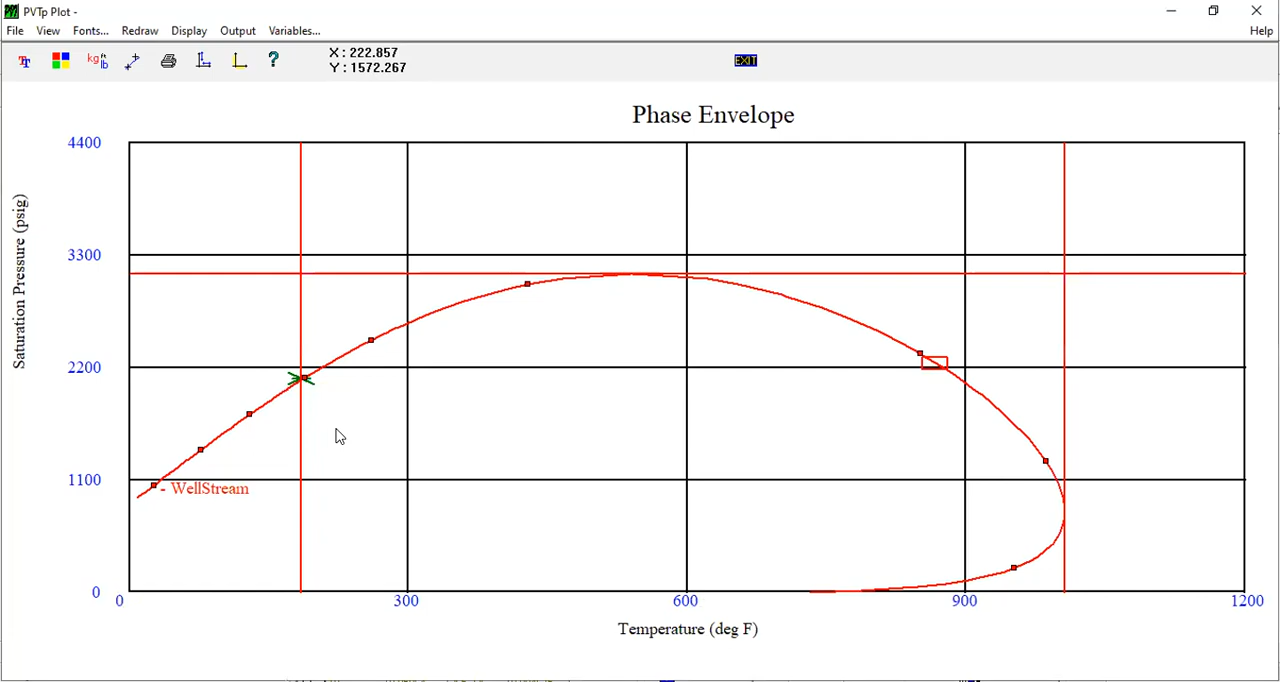 PVTp Plot -
File View Fonts... Redraw Display Output Variables... Help
X : 222.857
Y : 1572.267
EXIT
Phase Envelope
Saturation Pressure (psig)
4400
3300
2200
1100
0
- WellStream
0 300 600 900 1200
Temperature (deg F)